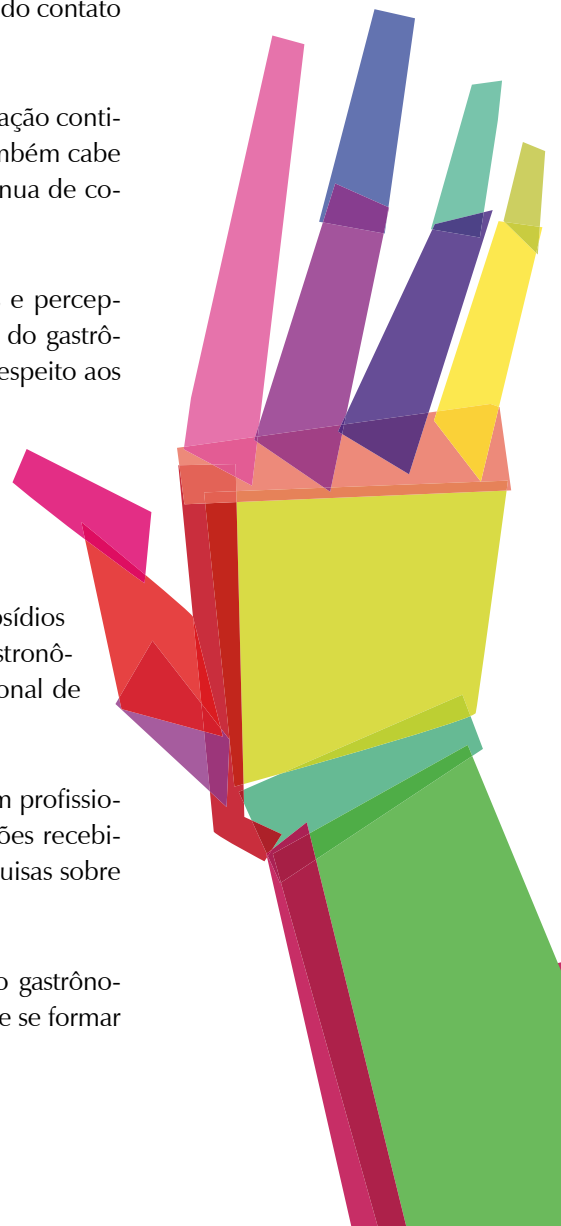 do contato
ação conti-
mbém cabe
nua de co-
e percep-
do gastrô-
espeito aos
sídios
stronô-
onal de
m profissio-
ões recebi-
uisas sobre
o gastrôno-
e se formar